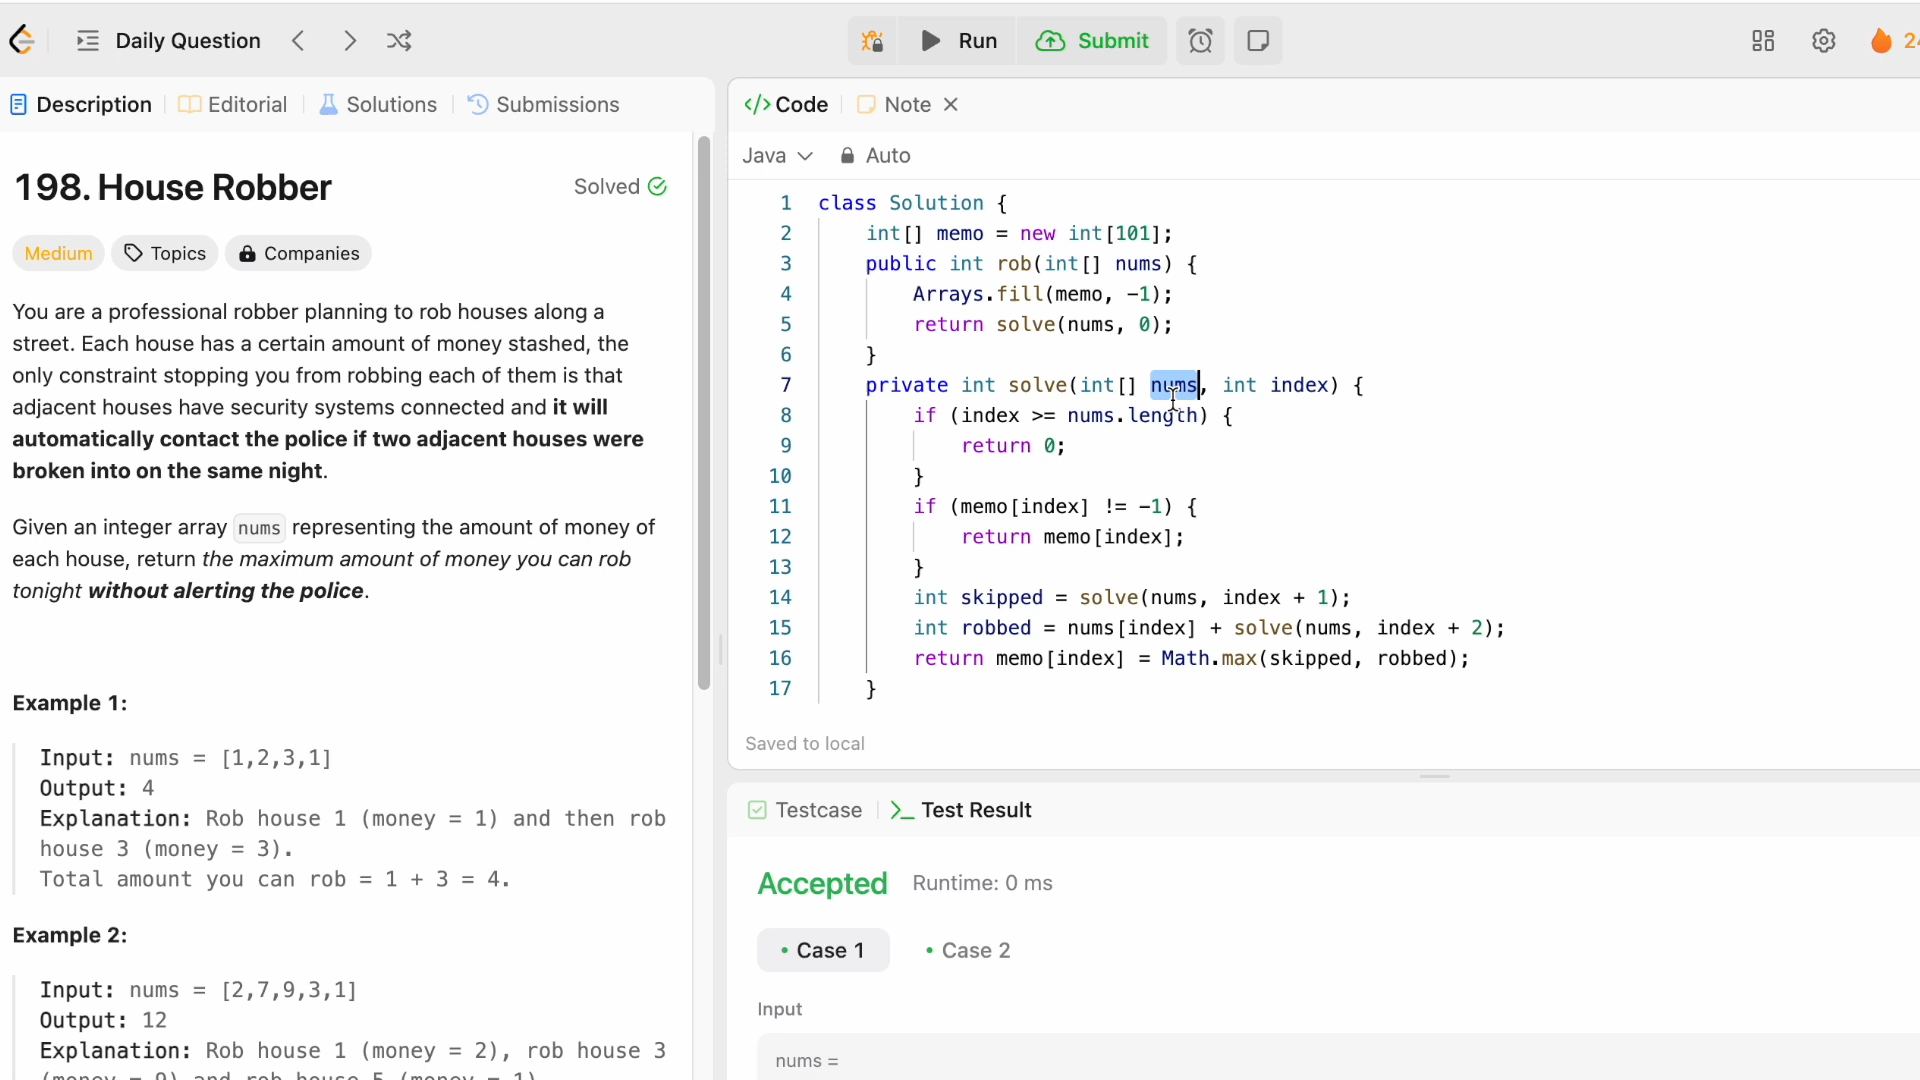 Daily Question
Run
Submit
24
Description
Editorial
Solutions
Submissions
198. House Robber
Solved
Medium
Topics
Companies
You are a professional robber planning to rob houses along a
street. Each house has a certain amount of money stashed, the
only constraint stopping you from robbing each of them is that
adjacent houses have security systems connected and it will
automatically contact the police if two adjacent houses were
broken into on the same night.
Given an integer array nums representing the amount of money of
each house, return the maximum amount of money you can rob
tonight without alerting the police.
Example 1:
Input: nums = [1,2,3,1]
Output: 4
Explanation: Rob house 1 (money = 1) and then rob
house 3 (money = 3).
Total amount you can rob = 1 + 3 = 4.
Example 2:
Input: nums = [2,7,9,3,1]
Output: 12
Explanation: Rob house 1 (money = 2), rob house 3
(money = 9) and rob house 5 (money = 1).
</> Code
Note
Java
Auto
1 class Solution {
2 int[] memo = new int[101];
3 public int rob(int[] nums) {
4 Arrays.fill(memo, -1);
5 return solve(nums, 0);
6 }
7 private int solve(int[] nums, int index) {
8 if (index >= nums.length) {
9 return 0;
10 }
11 if (memo[index] != -1) {
12 return memo[index];
13 }
14 int skipped = solve(nums, index + 1);
15 int robbed = nums[index] + solve(nums, index + 2);
16 return memo[index] = Math.max(skipped, robbed);
17 }
Saved to local
Testcase
Test Result
Accepted
Runtime: 0 ms
• Case 1
• Case 2
Input
nums =